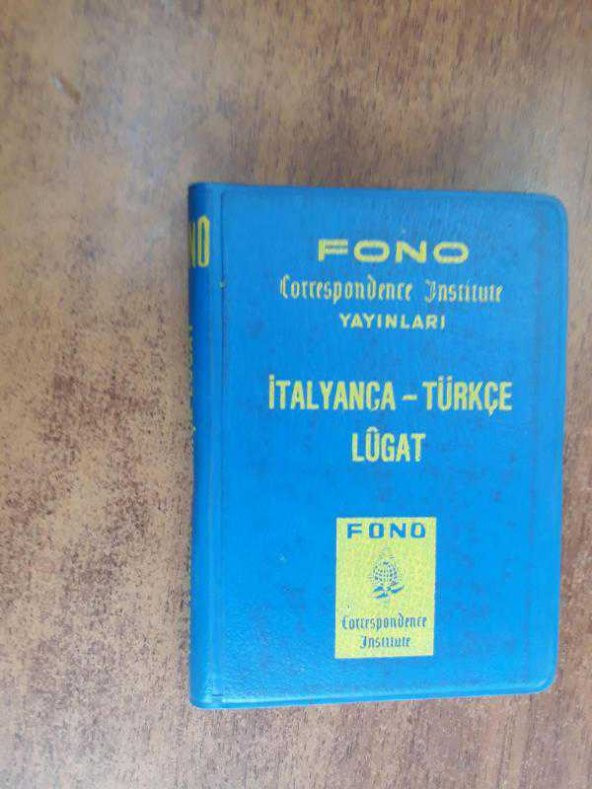 FONO
Correspondence Institute
YAYINLARI
İTALYANCA - TÜRKÇE
LÛGAT
FONO
Correspondence
Institute